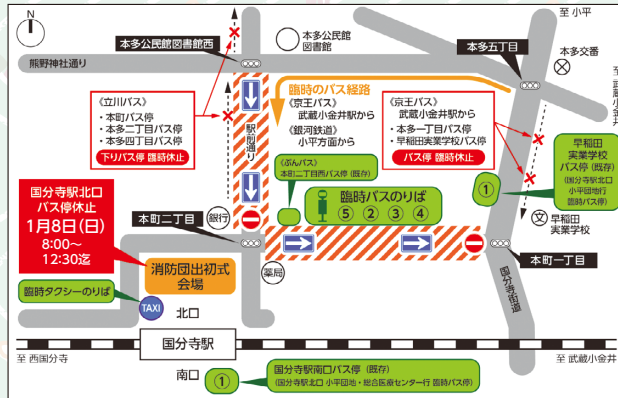 N
至 小平
本多公民館図書館西
本多公民館
図書館
本多五丁目
本多交番
熊野神社通り
至 武蔵小金井
臨時のバス経路
《京王バス》
武蔵小金井駅から
《銀河鉄道》
小平方面から
《立川バス》
・本町バス停
・本多二丁目バス停
・本多四丁目バス停
下りバス停 臨時休止
《京王バス》
武蔵小金井駅から
・本多一丁目バス停
・早稲田実業学校バス停
バス停 臨時休止
駅前通り
早稲田
実業学校
バス停(既存)
(国分寺駅北口
小平団地行
臨時バス停)
①
《ぶんバス》
本町二丁目西バス停(既存)
臨時バスのりば
⑤ ② ③ ④
国分寺駅北口
バス停休止
1月8日(日)
8:00~
12:30迄
銀行
本町二丁目
文
早稲田
実業学校
消防団出初式
会場
薬局
本町一丁目
国分寺街道
臨時タクシーのりば
TAXI
北口
国分寺駅
至 西国分寺
至 武蔵小金井
南口
①
国分寺駅南口バス停(既存)
(国分寺駅北口 小平団地・総合医療センター行 臨時バス停)